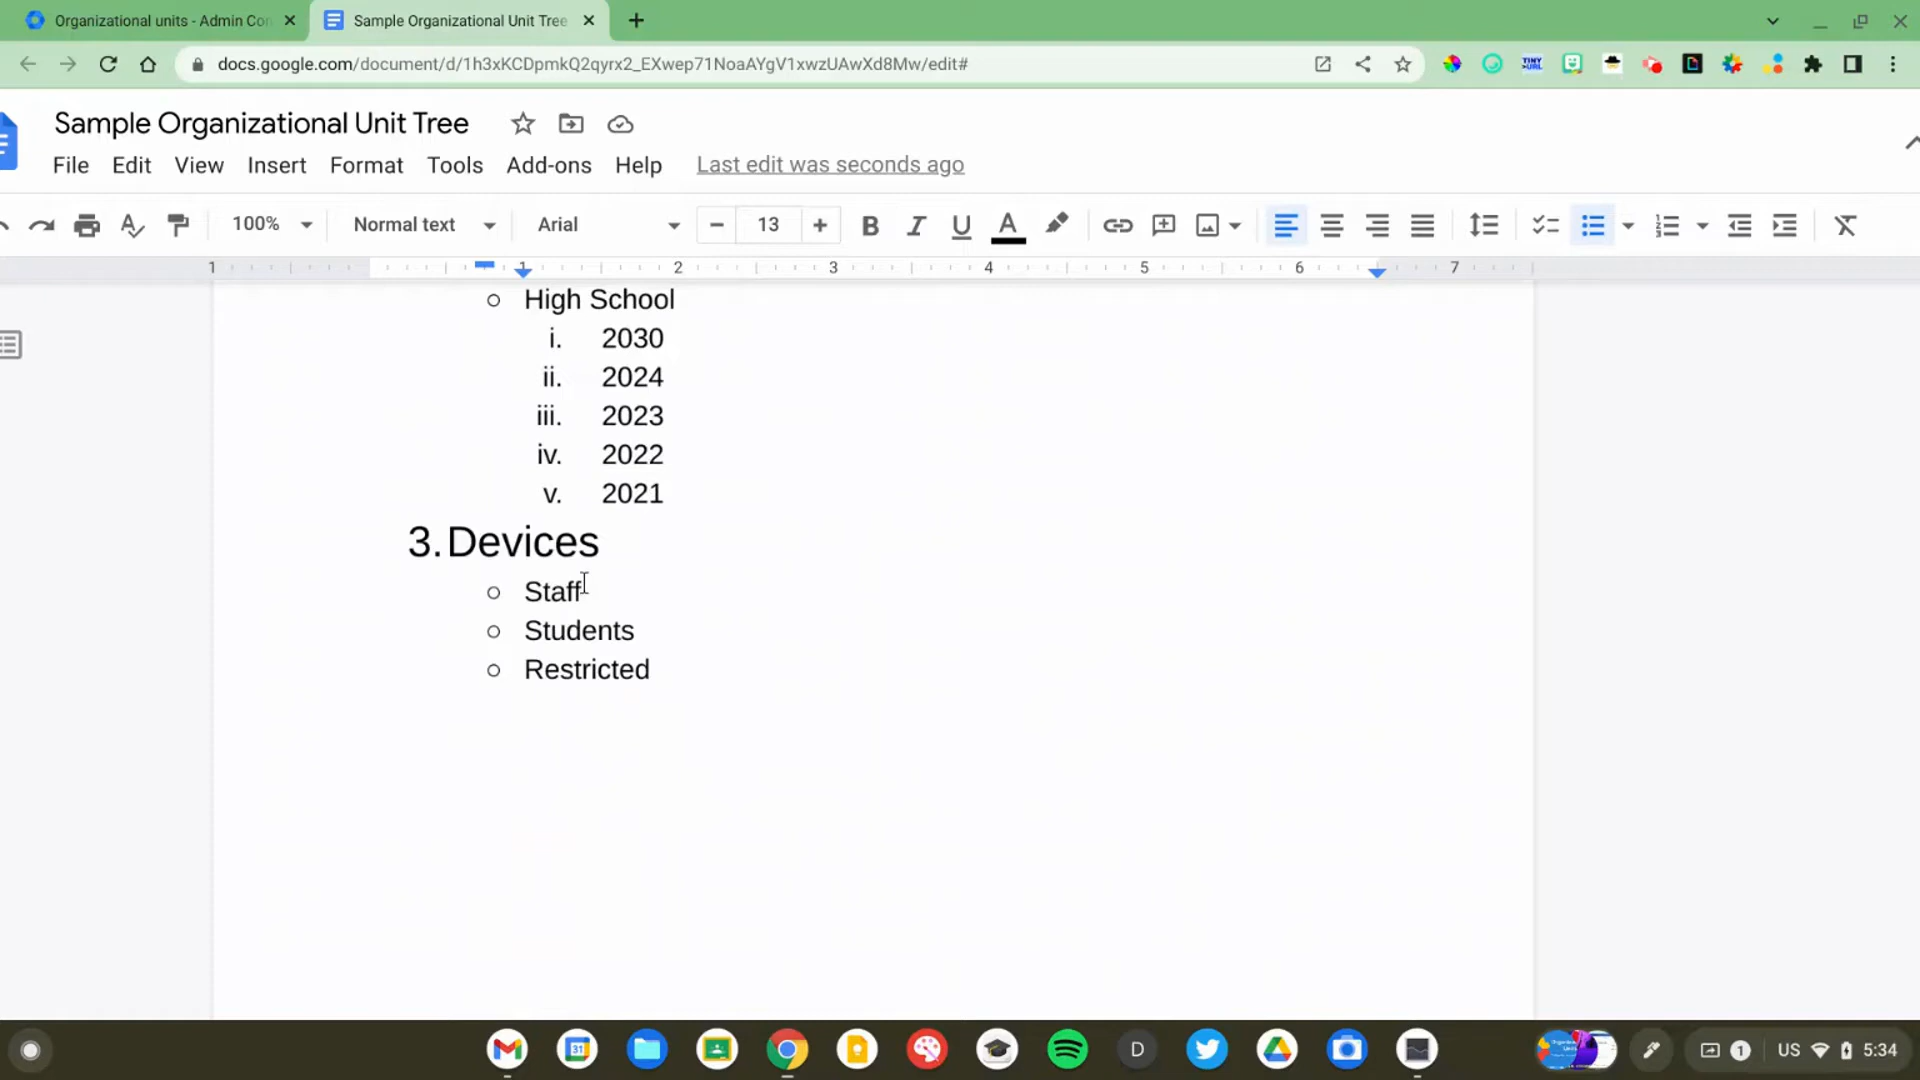 Organizational units - Admin Con
Sample Organizational Unit Tree
docs.google.com/document/d/1h3xKCDpmkQ2qyrx2_EXwep71NoaAYgV1xwzUAwXd8Mw/edit#
Sample Organizational Unit Tree
File Edit View Insert Format Tools Add-ons Help Last edit was seconds ago
100% Normal text Arial 13
1 1 2 3 4 5 6 7
High School
i. 2030
ii. 2024
iii. 2023
iv. 2022
v. 2021
3. Devices
Staff
Students
Restricted
31 D 1 US 5:34